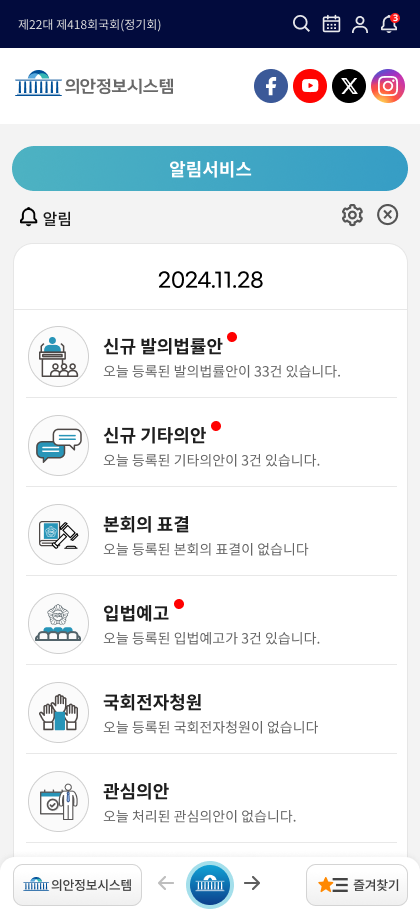 제22대 제418회국회(정기회)
3
의안정보시스템
알림서비스
알림
2024.11.28
신규 발의법률안
오늘 등록된 발의법률안이 33건 있습니다.
신규 기타의안
오늘 등록된 기타의안이 3건 있습니다.
본회의 표결
오늘 등록된 본회의 표결이 없습니다
입법예고
오늘 등록된 입법예고가 3건 있습니다.
국회전자청원
오늘 등록된 국회전자청원이 없습니다
관심의안
오늘 처리된 관심의안이 없습니다.
의안정보시스템
즐겨찾기